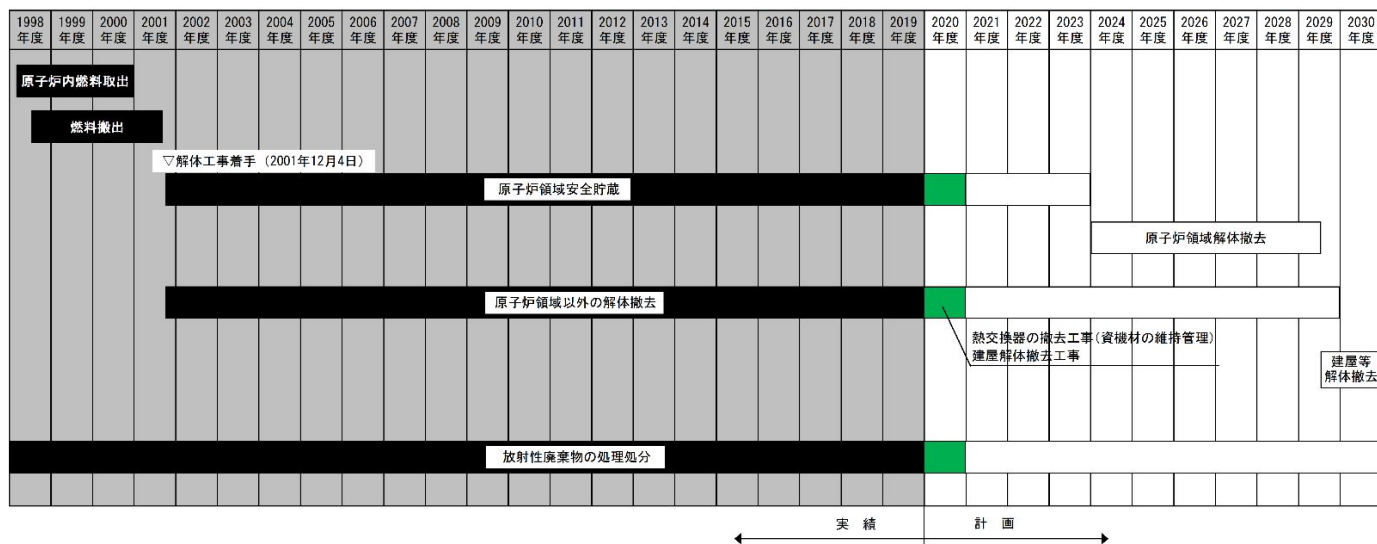 1998 1999 2000 2001 2002 2003 2004 2005 2006 2007 2008 2009 2010 2011 2012 2013 2014 2015 2016 2017 2018 2019 2020 2021 2022 2023 2024 2025 2026 2027 2028 2029 2030
年度 年度 年度 年度 年度 年度 年度 年度 年度 年度 年度 年度 年度 年度 年度 年度 年度 年度 年度 年度 年度 年度 年度 年度 年度 年度 年度 年度 年度 年度 年度 年度 年度
原子炉内燃料取出
燃料搬出
▽解体工事着手（2001年12月4日）
原子炉領域安全貯蔵
原子炉領域解体撤去
原子炉領域以外の解体撤去
熱交換器の撤去工事（資機材の維持管理）
建屋解体撤去工事
建屋等
解体撤去
放射性廃棄物の処理処分
実 績 計 画